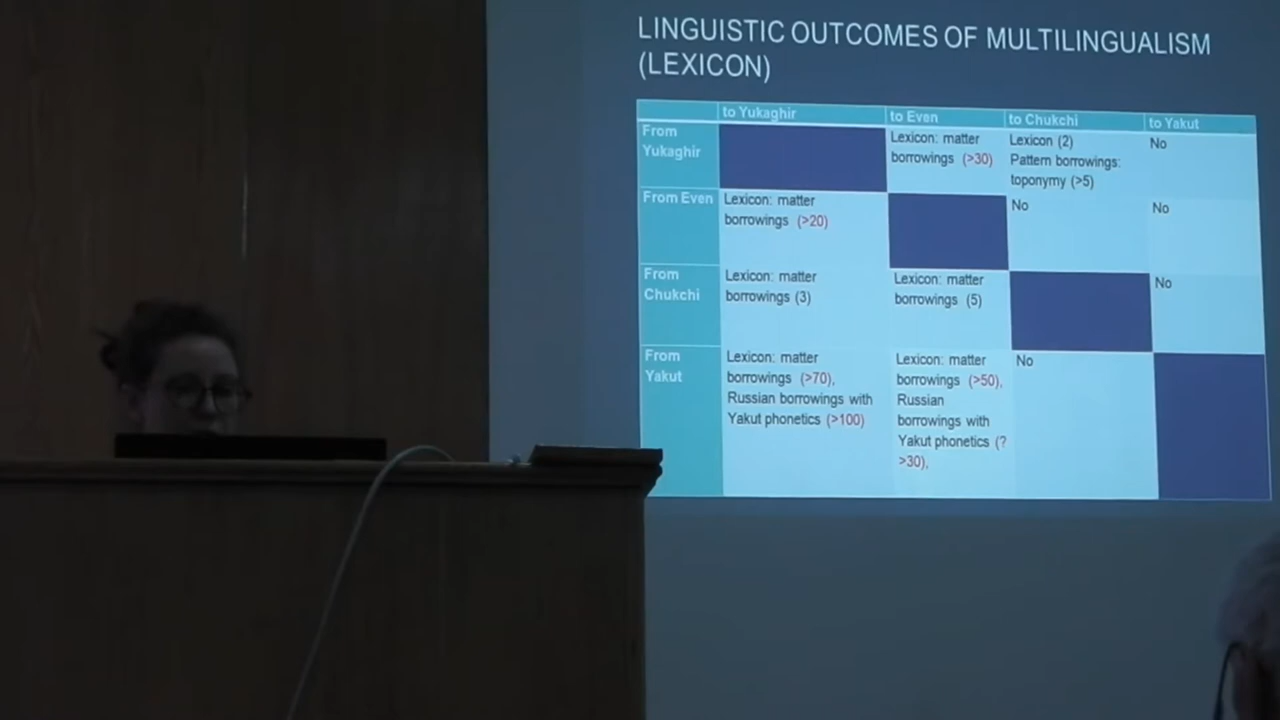 LINGUISTIC OUTCOMES OF MULTILINGUALISM
(LEXICON)
to Yukaghir
to Even
to Chukchi
to Yakut
From
Yukaghir
Lexicon: matter
borrowings (>30)
Lexicon (2)
Pattern borrowings:
toponymy (>5)
No
From Even
Lexicon: matter
borrowings (>20)
No
No
From
Chukchi
Lexicon: matter
borrowings (3)
Lexicon: matter
borrowings (5)
No
From
Yakut
Lexicon: matter
borrowings (>70),
Russian borrowings with
Yakut phonetics (>100)
Lexicon: matter
borrowings (>50),
Russian
borrowings with
Yakut phonetics (?
>30),
No